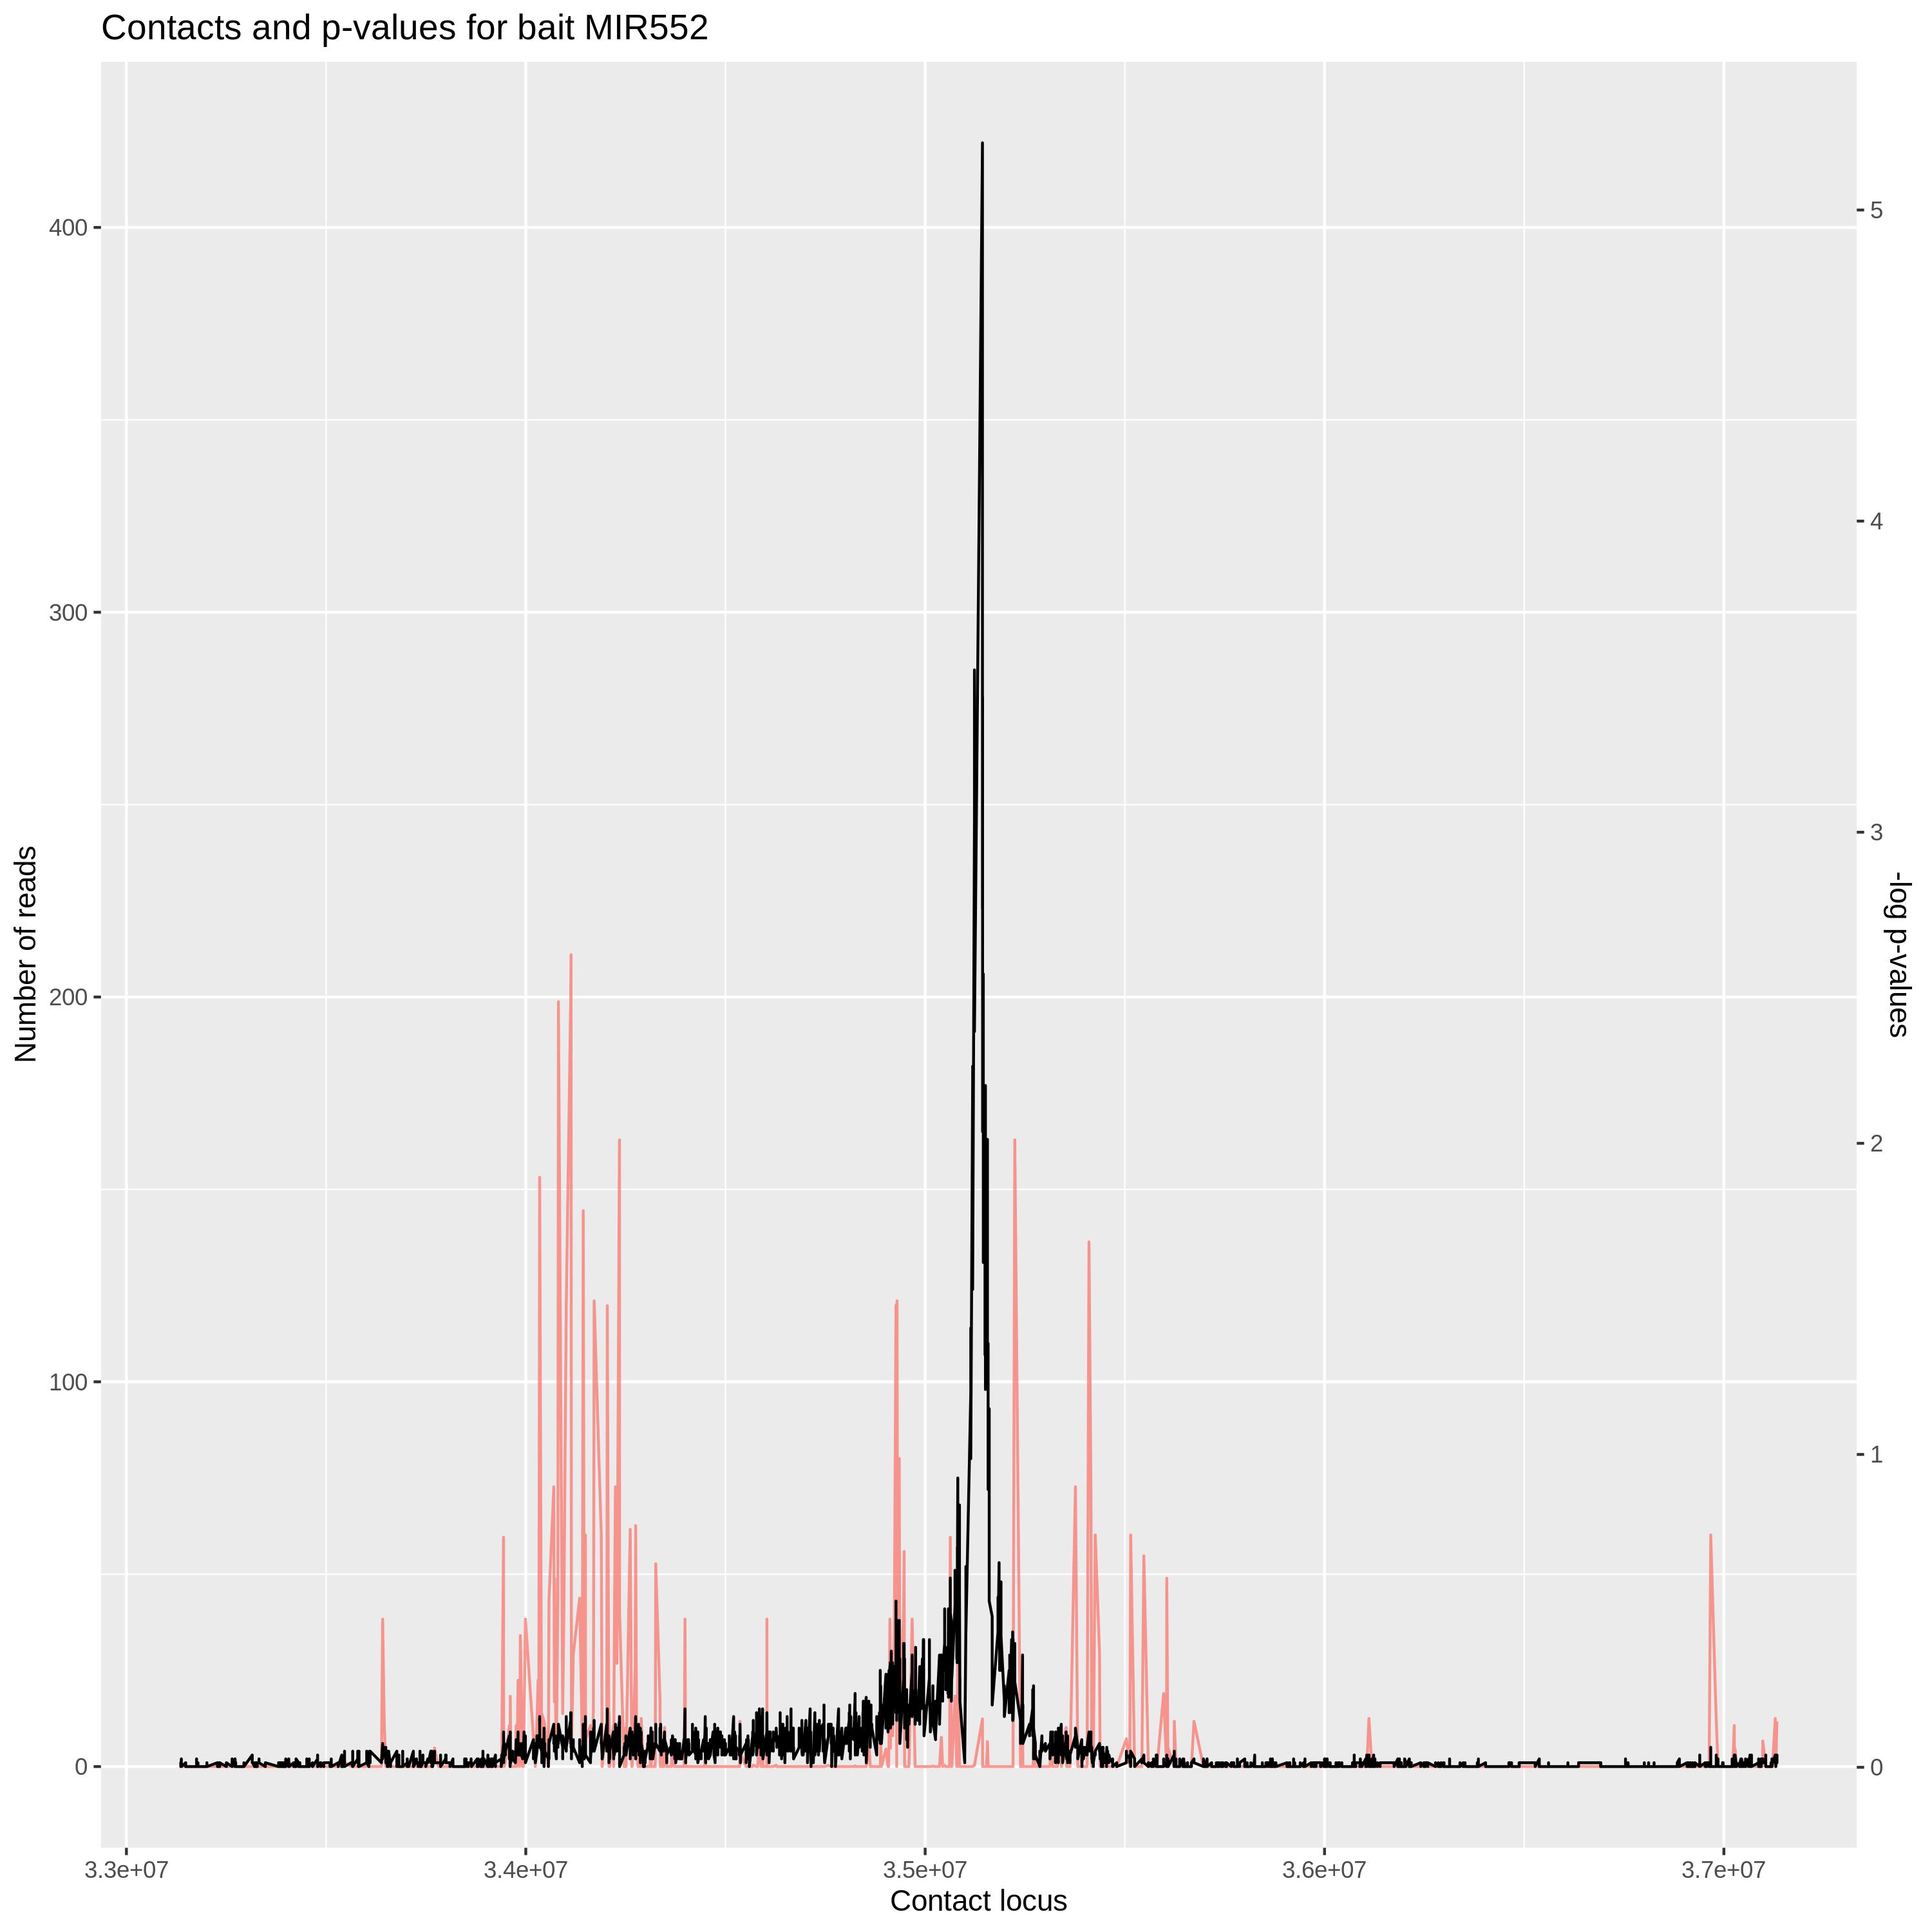 Contacts and p-values for bait MIR552
400
300
200
100
0
Number of reads
5
4
3
2
1
0
-log p-values
3.3e+07
3.4e+07
3.5e+07
3.6e+07
3.7e+07
Contact locus